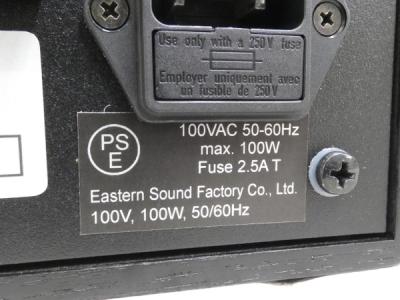 Use only with a 250V fuse
Employer uniquement avec
un fusible de 250V
PS
E
100VAC 50-60Hz
max. 100W
Fuse 2.5A T
Eastern Sound Factory Co., Ltd.
100V, 100W, 50/60Hz